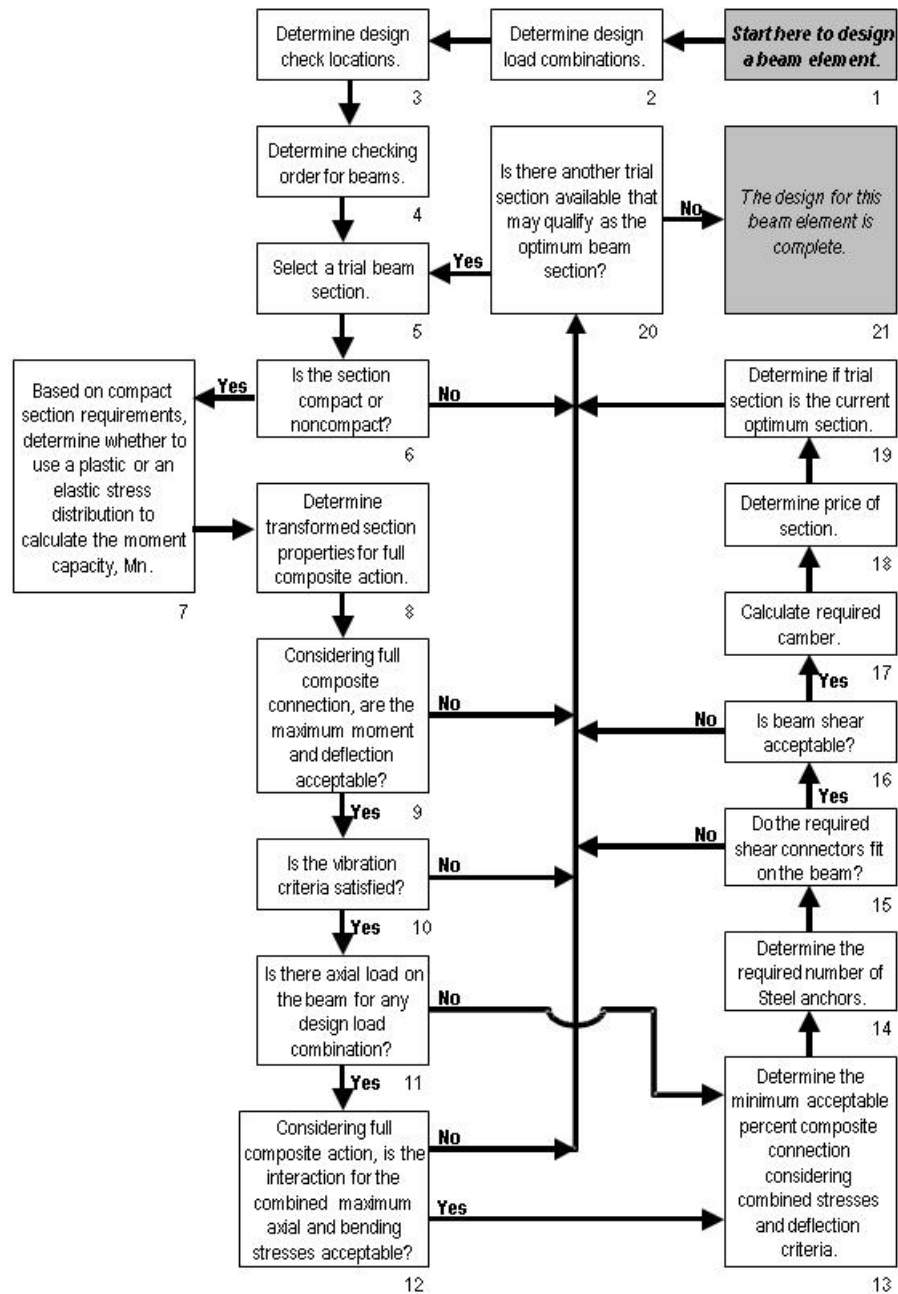 Start here to design
a beam element.
1
Determine design
load combinations.
2
Determine design
check locations.
3
Determine checking
order for beams.
4
Select a trial beam
section.
5
Is the section
compact or
noncompact?
6
Yes
No
Based on compact
section requirements,
determine whether to
use a plastic or an
elastic stress
distribution to
calculate the moment
capacity, Mn.
7
Determine
transformed section
properties for full
composite action.
8
Considering full
composite
connection, are the
maximum moment
and deflection
acceptable?
9
No
Yes
Is the vibration
criteria satisfied?
10
No
Yes
Is there axial load on
the beam for any
design load
combination?
11
No
Yes
Considering full
composite action, is the
interaction for the
combined maximum
axial and bending
stresses acceptable?
12
No
Yes
Determine the
minimum acceptable
percent composite
connection
considering
combined stresses
and deflection
criteria.
13
Determine the
required number of
Steel anchors.
14
Do the required
shear connectors fit
on the beam?
15
No
Yes
Is beam shear
acceptable?
16
No
Yes
Calculate required
camber.
17
Determine price of
section.
18
Determine if trial
section is the current
optimum section.
19
Is there another trial
section available that
may qualify as the
optimum beam
section?
20
Yes
No
The design for this
beam element is
complete.
21